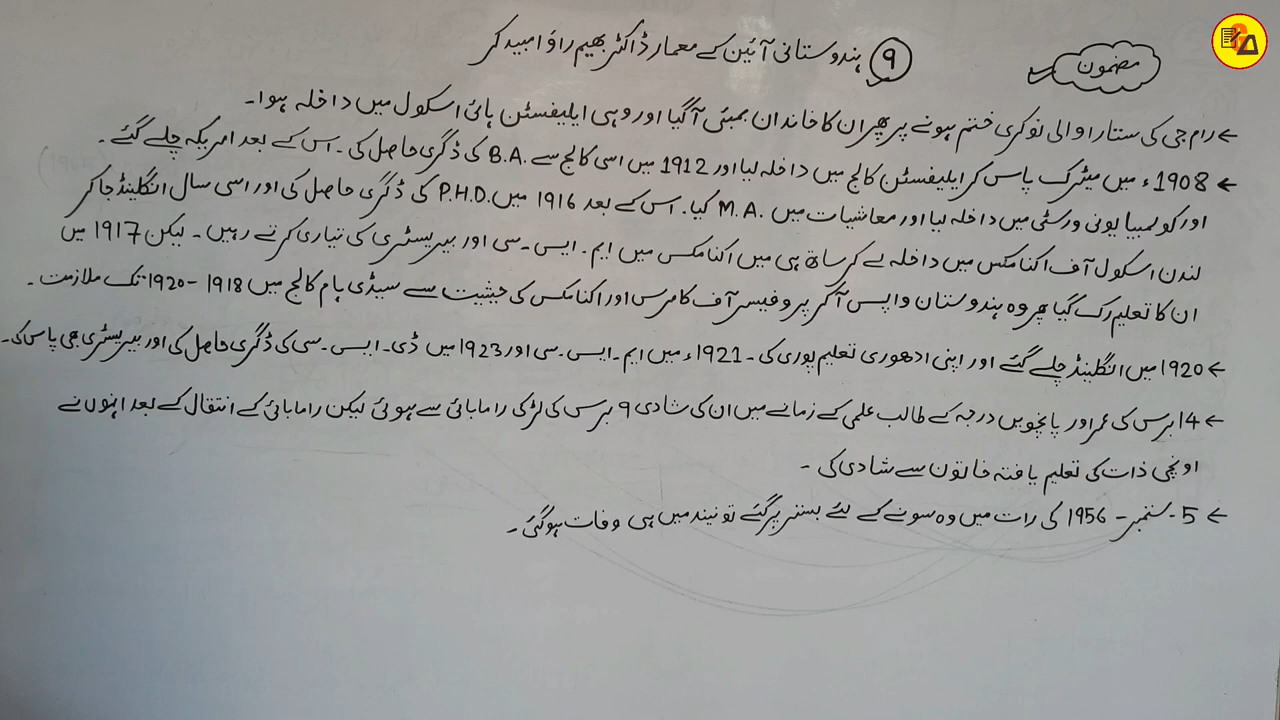 مضمون
۹ ہندوستانی آئین کے معمار ڈاکٹر بھیم راؤ امبیدکر
← رام جی کی ستارا والی نوکری ختم ہونے پر پھر ان کا خاندان بمبئی آگیا اور وہی ایلیفسٹن ہائی اسکول میں داخلہ ہوا۔
← 1908ء میں میٹرک پاس کر ایلیفسٹن کالج میں داخلہ لیا اور 1912 میں اسی کالج سے B.A. کی ڈگری حاصل کی۔ اس کے بعد امریکہ چلے گئے۔
اور کولمبیا یونی ورسٹی میں داخلہ لیا اور معاشیات میں M.A. کیا۔ اس کے بعد 1916 میں P.H.D. کی ڈگری حاصل کی اور اسی سال انگلینڈ جا کر
لندن اسکول آف اکنامکس میں داخلہ لے کر ساتھ ہی میں اکنامکس میں ایم۔ ایس۔ سی اور بیریسٹری کی تیاری کرتے رہیں۔ لیکن 1917 میں
ان کا تعلیم رک گیا پھر وہ ہندوستان واپس آکر پروفیسر آف کامرس اور اکنامکس کی حیثیت سے سیڈی ہام کالج میں 1918 - 1920 تک ملازمت۔
← 1920 میں انگلینڈ چلے گئے اور اپنی ادھوری تعلیم پوری کی۔ 1921ء میں ایم۔ ایس۔ سی اور 1923 میں ڈی۔ ایس۔ سی کی ڈگری حاصل کی اور بیریسٹری بھی پاس کی۔
← 14 برس کی عمر اور پانچویں درجہ کے طالب علمی کے زمانے میں ان کی شادی ۹ برس کی لڑکی رامابائی سے ہوئی لیکن رامابائی کے انتقال کے بعد انہوں نے
اونچی ذات کی تعلیم یافتہ خاتون سے شادی کی۔
← 5 - ستمبر - 1956 کی رات میں وہ سونے کے لئے بستر پر گئے تو نیند میں ہی وفات ہوگئی۔